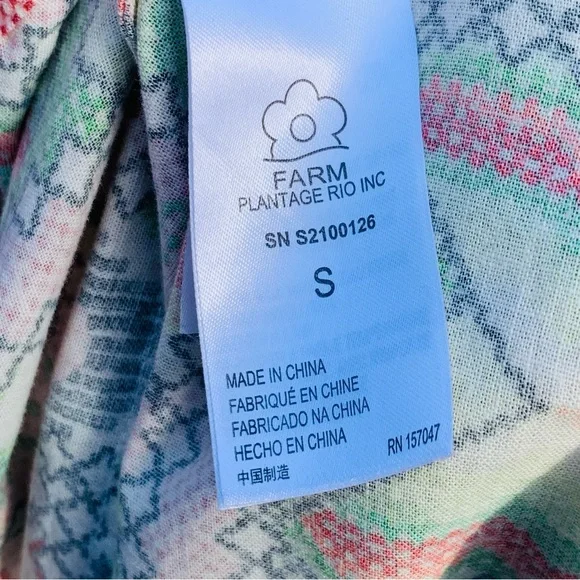 FARM
PLANTAGE RIO INC
SN S2100126
S
MADE IN CHINA
FABRIQUÉ EN CHINE
FABRICADO NA CHINA
HECHO EN CHINA
RN 157047
中国制造